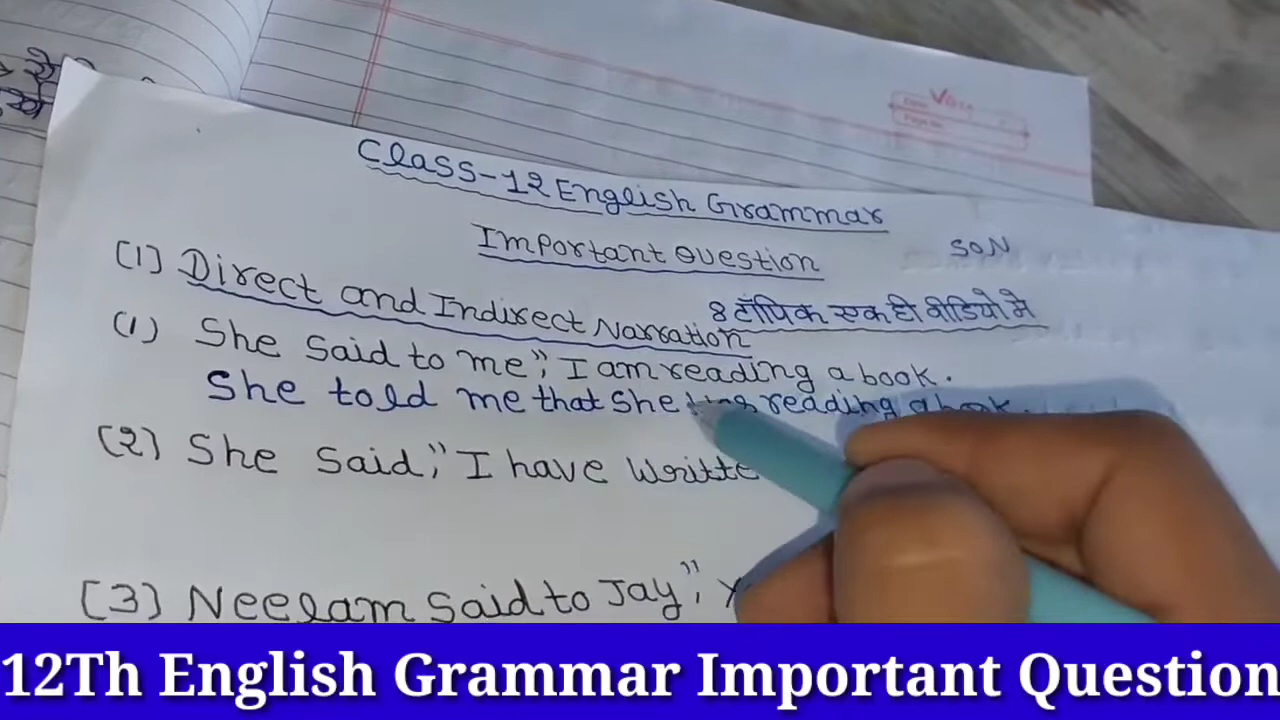 Class-12 English Grammar
Important Question
SON
(1) Direct and Indirect Narration
8 टॉपिक एक ही वीडियो में
(1) She said to me,” I am reading a book.
She told me that she was reading a book.
(2) She said,” I have writte
(3) Neelam said to Jay”,
12Th English Grammar Important Question